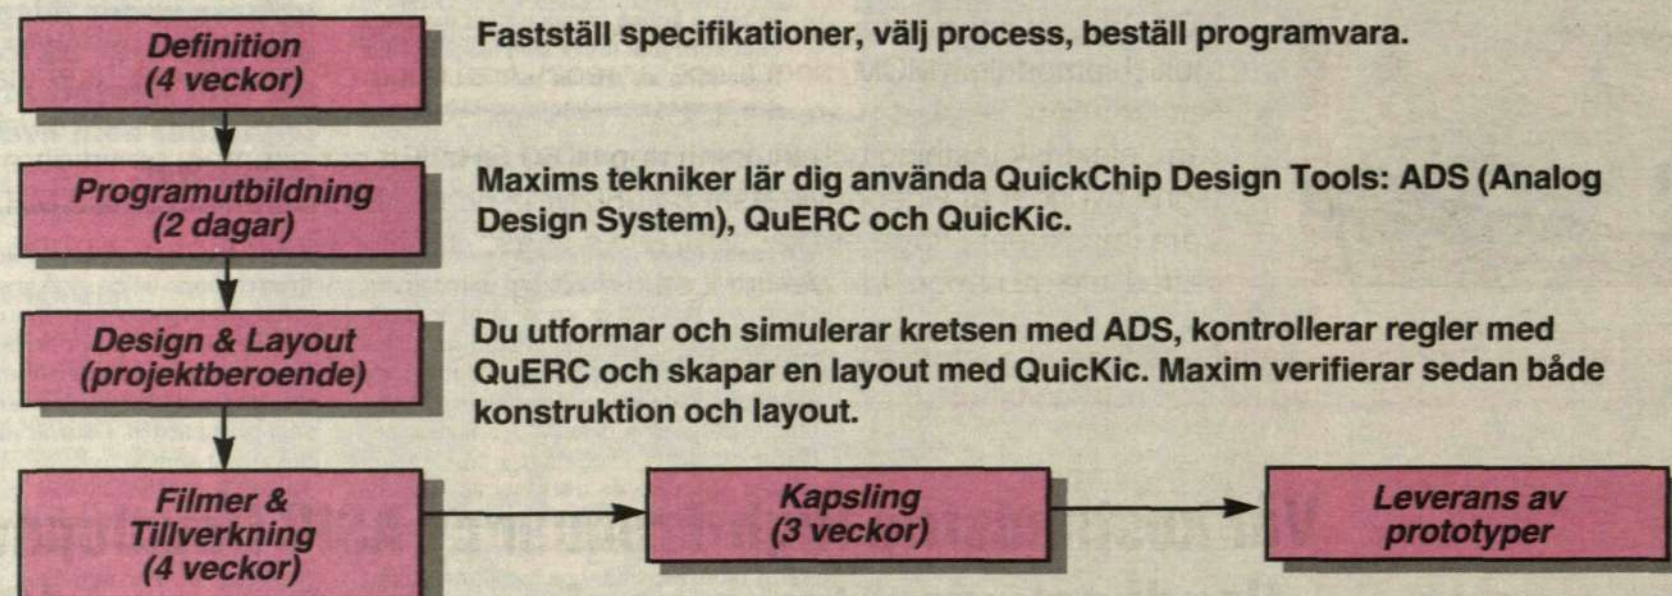 Definition
(4 veckor)
Fastställ specifikationer, välj process, beställ programvara.
Programutbildning
(2 dagar)
Maxims tekniker lär dig använda QuickChip Design Tools: ADS (Analog
Design System), QuERC och QuicKic.
Design & Layout
(projektberoende)
Du utformar och simulerar kretsen med ADS, kontrollerar regler med
QuERC och skapar en layout med QuicKic. Maxim verifierar sedan både
konstruktion och layout.
Filmer &
Tillverkning
(4 veckor)
Kapsling
(3 veckor)
Leverans av
prototyper